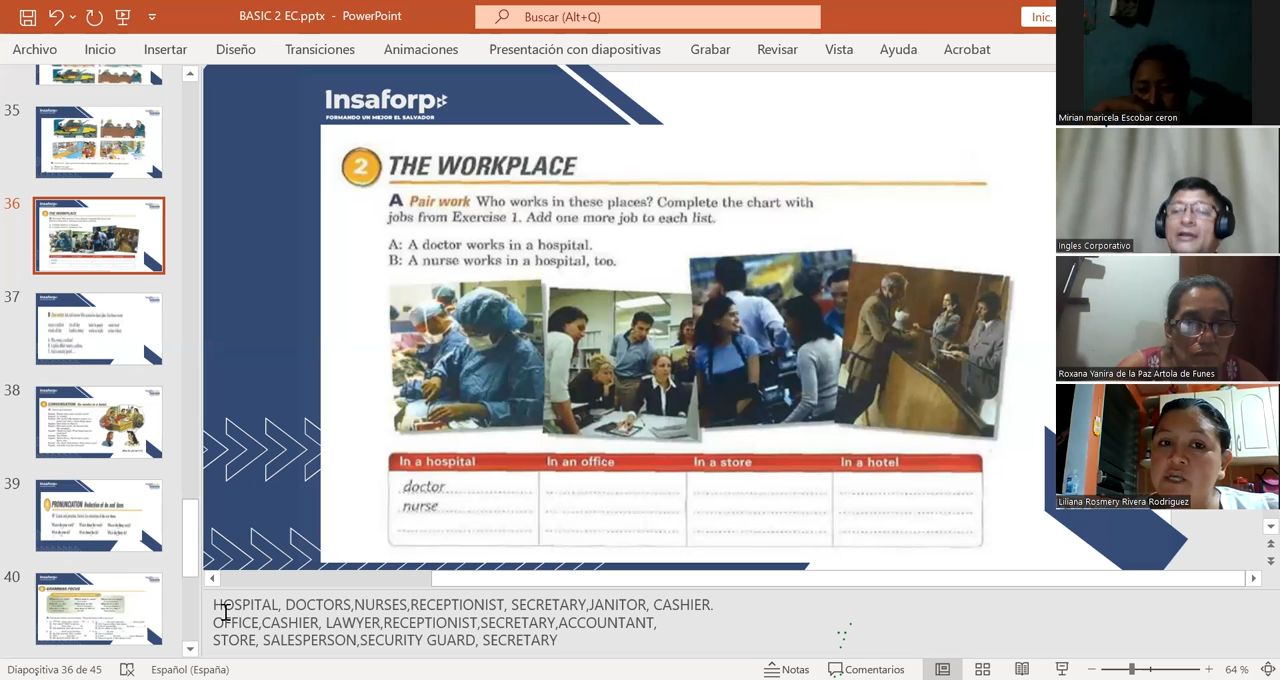 BASIC 2 EC.pptx - PowerPoint
Buscar (Alt+Q)
Inic.
Archivo Inicio Insertar Diseño Transiciones Animaciones Presentación con diapositivas Grabar Revisar Vista Ayuda Acrobat
35
36
37
38
39
40
Insaforp
FORMANDO UN MEJOR EL SALVADOR
2 THE WORKPLACE
A Pair work Who works in these places? Complete the chart with
jobs from Exercise 1. Add one more job to each list.
A: A doctor works in a hospital.
B: A nurse works in a hospital, too.
In a hospital In an office In a store In a hotel
doctor
nurse
Mirian maricela Escobar ceron
Ingles Corporativo
Roxana Yanira de la Paz Artola de Funes
Liliana Rosmery Rivera Rodriguez
HOSPITAL, DOCTORS,NURSES,RECEPTIONIST, SECRETARY,JANITOR, CASHIER.
OFFICE,CASHIER, LAWYER,RECEPTIONIST,SECRETARY,ACCOUNTANT,
STORE, SALESPERSON,SECURITY GUARD, SECRETARY
Diapositiva 36 de 45 Español (España) Notas Comentarios 64 %